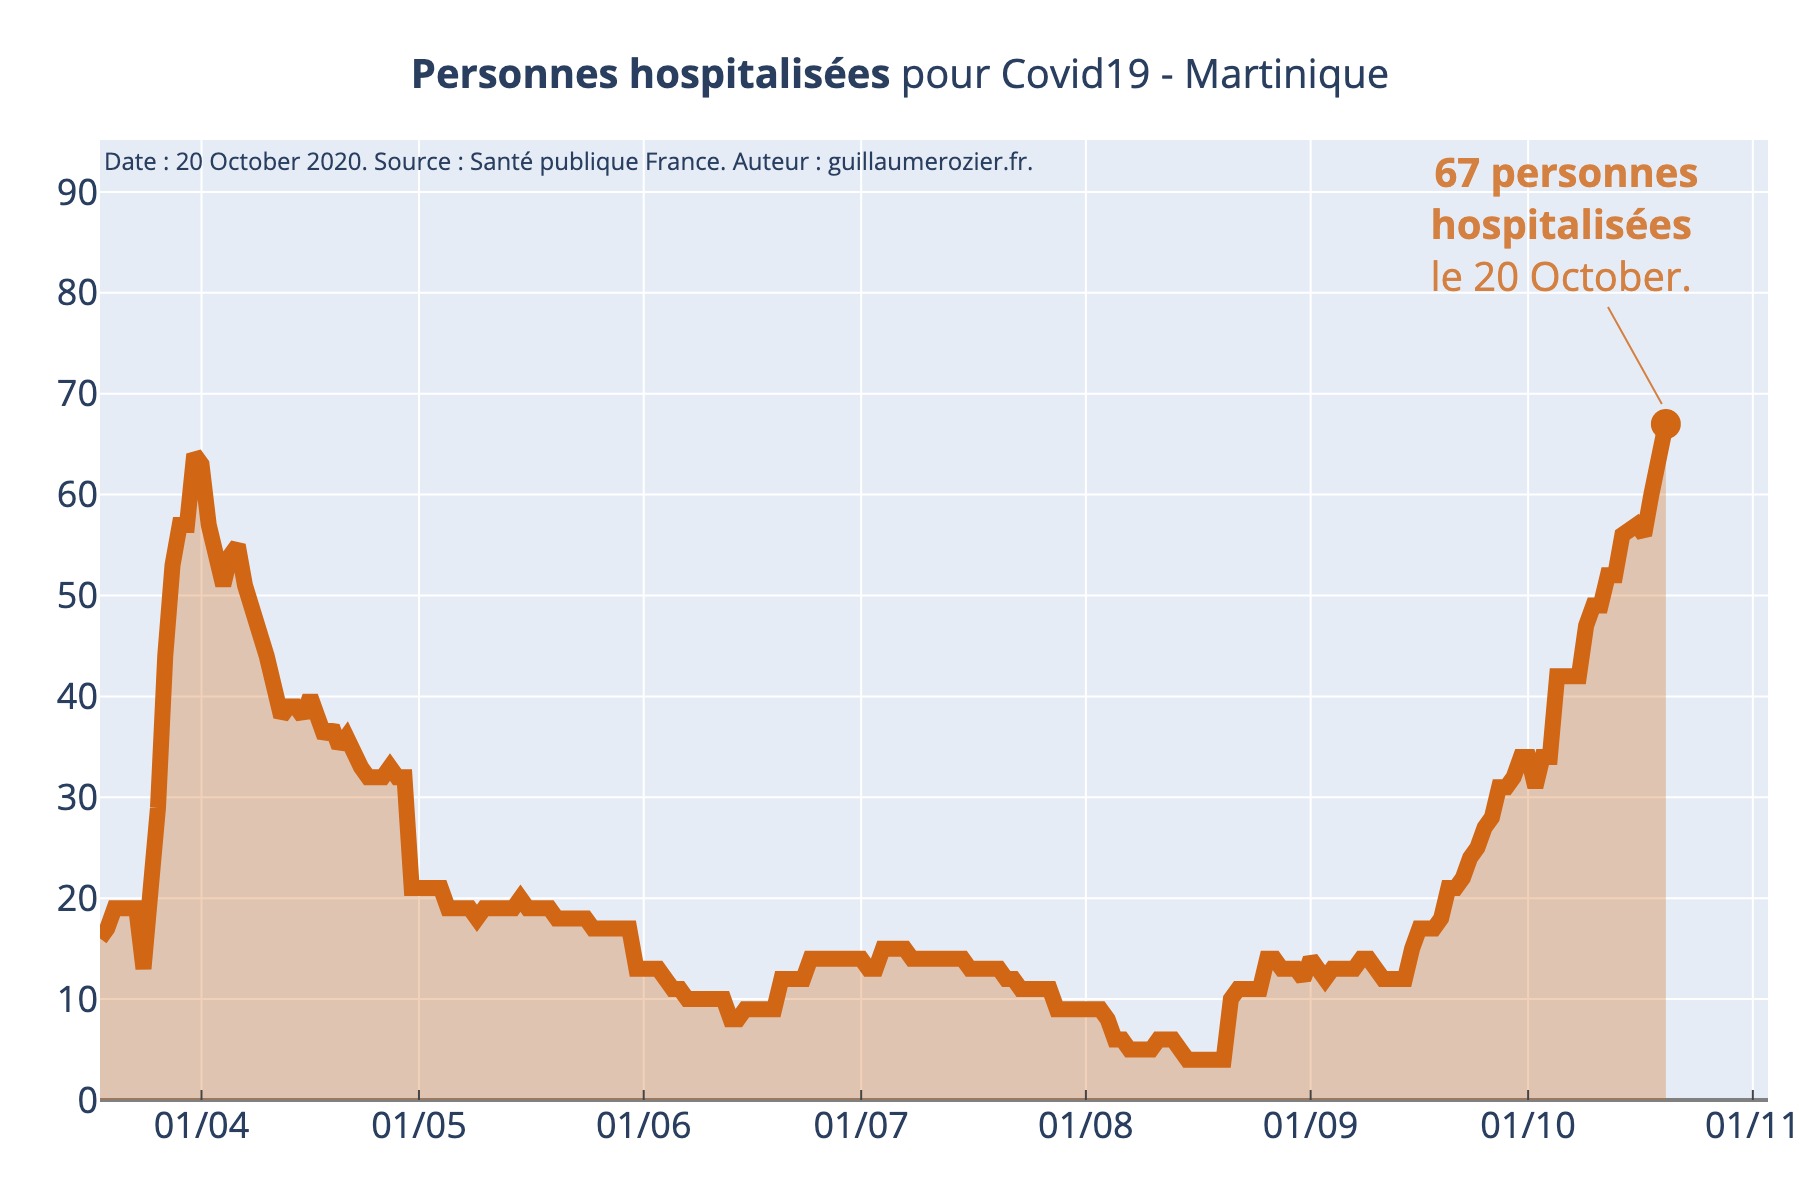 Personnes hospitalisées pour Covid19 - Martinique
Date : 20 October 2020. Source : Santé publique France. Auteur : guillaumerozier.fr.
67 personnes
hospitalisées
le 20 October.
90
80
70
60
50
40
30
20
10
0
01/04 01/05 01/06 01/07 01/08 01/09 01/10 01/11